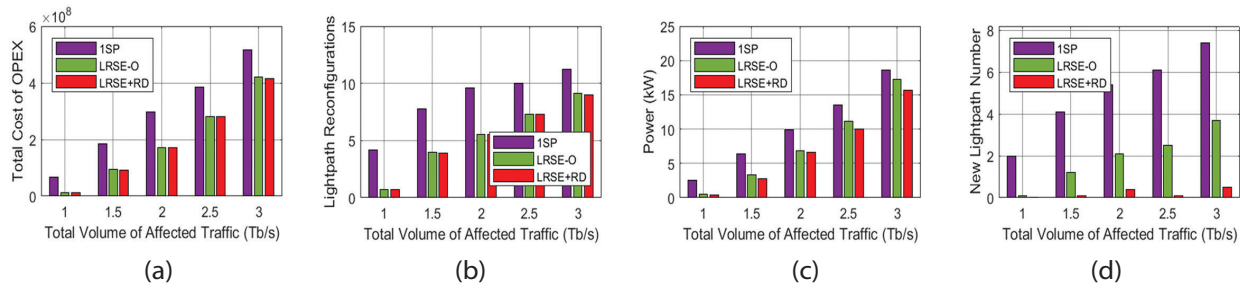 ×10⁸
6
4
2
0
Total Cost of OPEX
1SP
LRSE-O
LRSE+RD
1 1.5 2 2.5 3
Total Volume of Affected Traffic (Tb/s)
(a)
15
10
5
0
Lightpath Reconfigurations
1SP
LRSE-O
LRSE+RD
1 1.5 2 2.5 3
Total Volume of Affected Traffic (Tb/s)
(b)
25
20
15
10
5
0
Power (kW)
1SP
LRSE-O
LRSE+RD
1 1.5 2 2.5 3
Total Volume of Affected Traffic (Tb/s)
(c)
8
6
4
2
0
New Lightpath Number
1SP
LRSE-O
LRSE+RD
1 1.5 2 2.5 3
Total Volume of Affected Traffic (Tb/s)
(d)